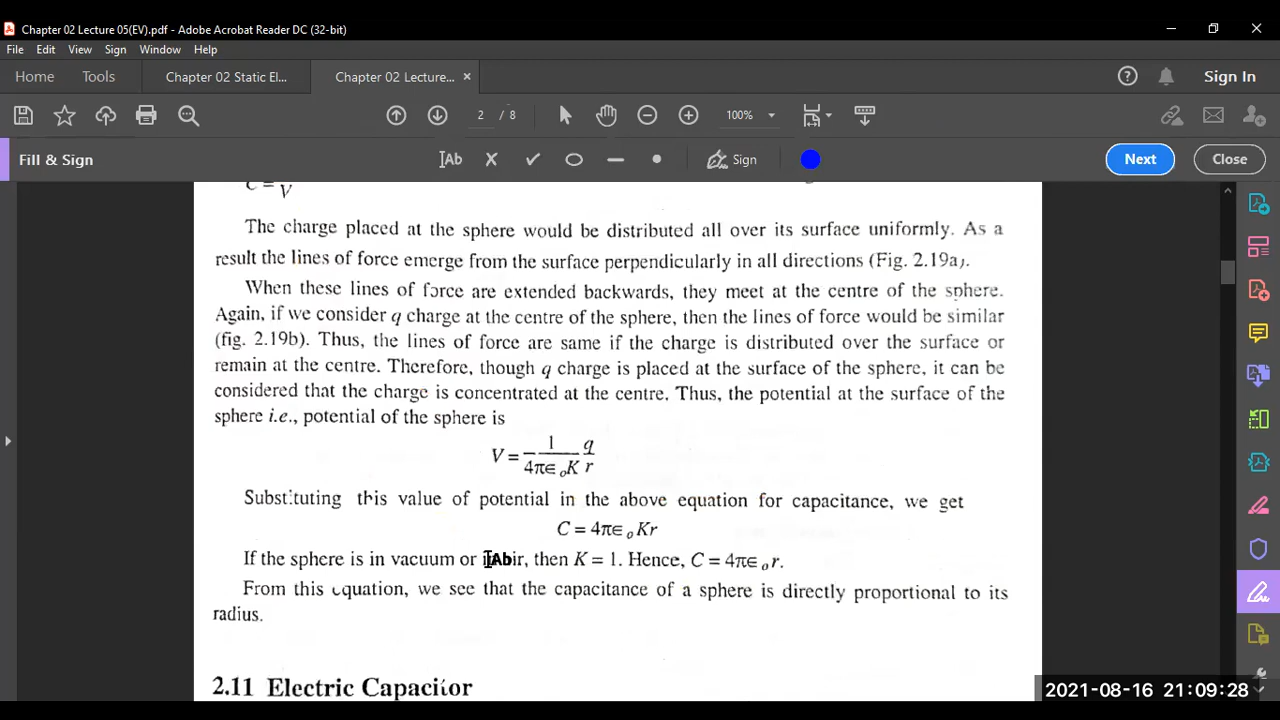 Chapter 02 Lecture 05(EV).pdf - Adobe Acrobat Reader DC (32-bit)
File Edit View Sign Window Help
Home Tools Chapter 02 Static El... Chapter 02 Lecture... × Sign In
2 / 8 100%
Fill & Sign Ab Sign Next Close
C = V
The charge placed at the sphere would be distributed all over its surface uniformly. As a
result the lines of force emerge from the surface perpendicularly in all directions (Fig. 2.19a).
When these lines of force are extended backwards, they meet at the centre of the sphere.
Again, if we consider q charge at the centre of the sphere, then the lines of force would be similar
(fig. 2.19b). Thus, the lines of force are same if the charge is distributed over the surface or
remain at the centre. Therefore, though q charge is placed at the surface of the sphere, it can be
considered that the charge is concentrated at the centre. Thus, the potential at the surface of the
sphere i.e., potential of the sphere is
V = 1/4π∈₀K q/r
Substituting this value of potential in the above equation for capacitance, we get
C = 4π∈₀ Kr
If the sphere is in vacuum or Ab then K = 1. Hence, C = 4π∈₀r.
From this equation, we see that the capacitance of a sphere is directly proportional to its
radius.
2.11 Electric Capacitor
2021-08-16 21:09:28